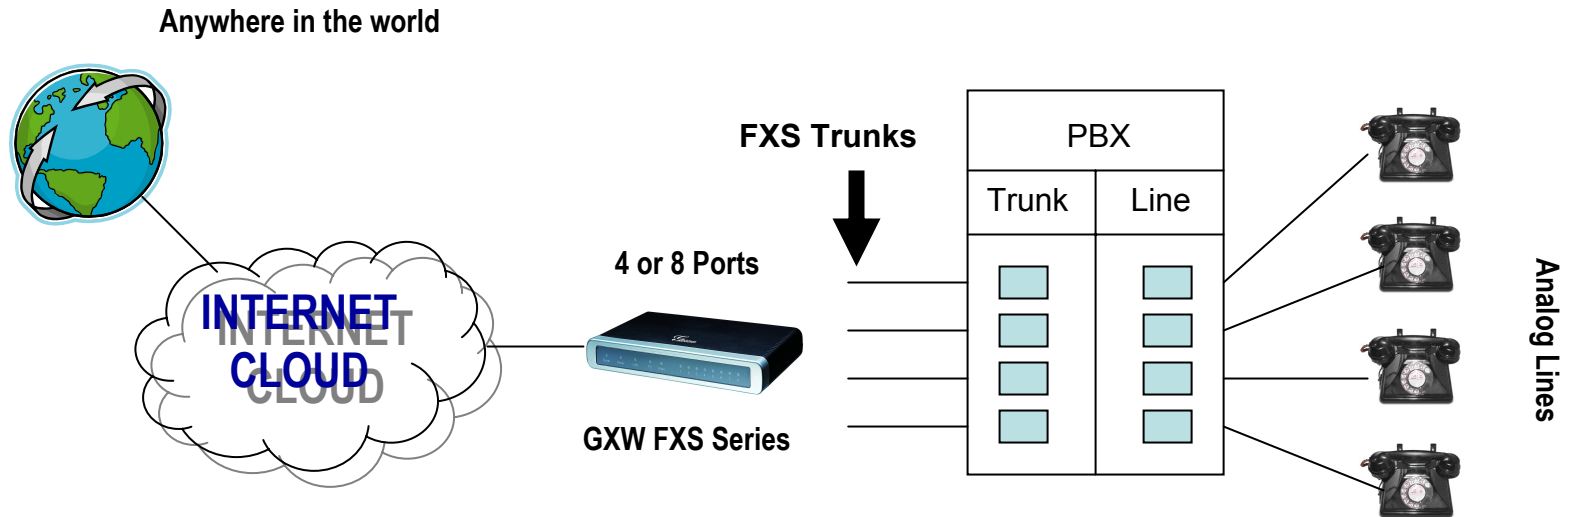 Anywhere in the world
FXS Trunks
PBX
Trunk
Line
4 or 8 Ports
INTERNET
CLOUD
GXW FXS Series
Analog Lines